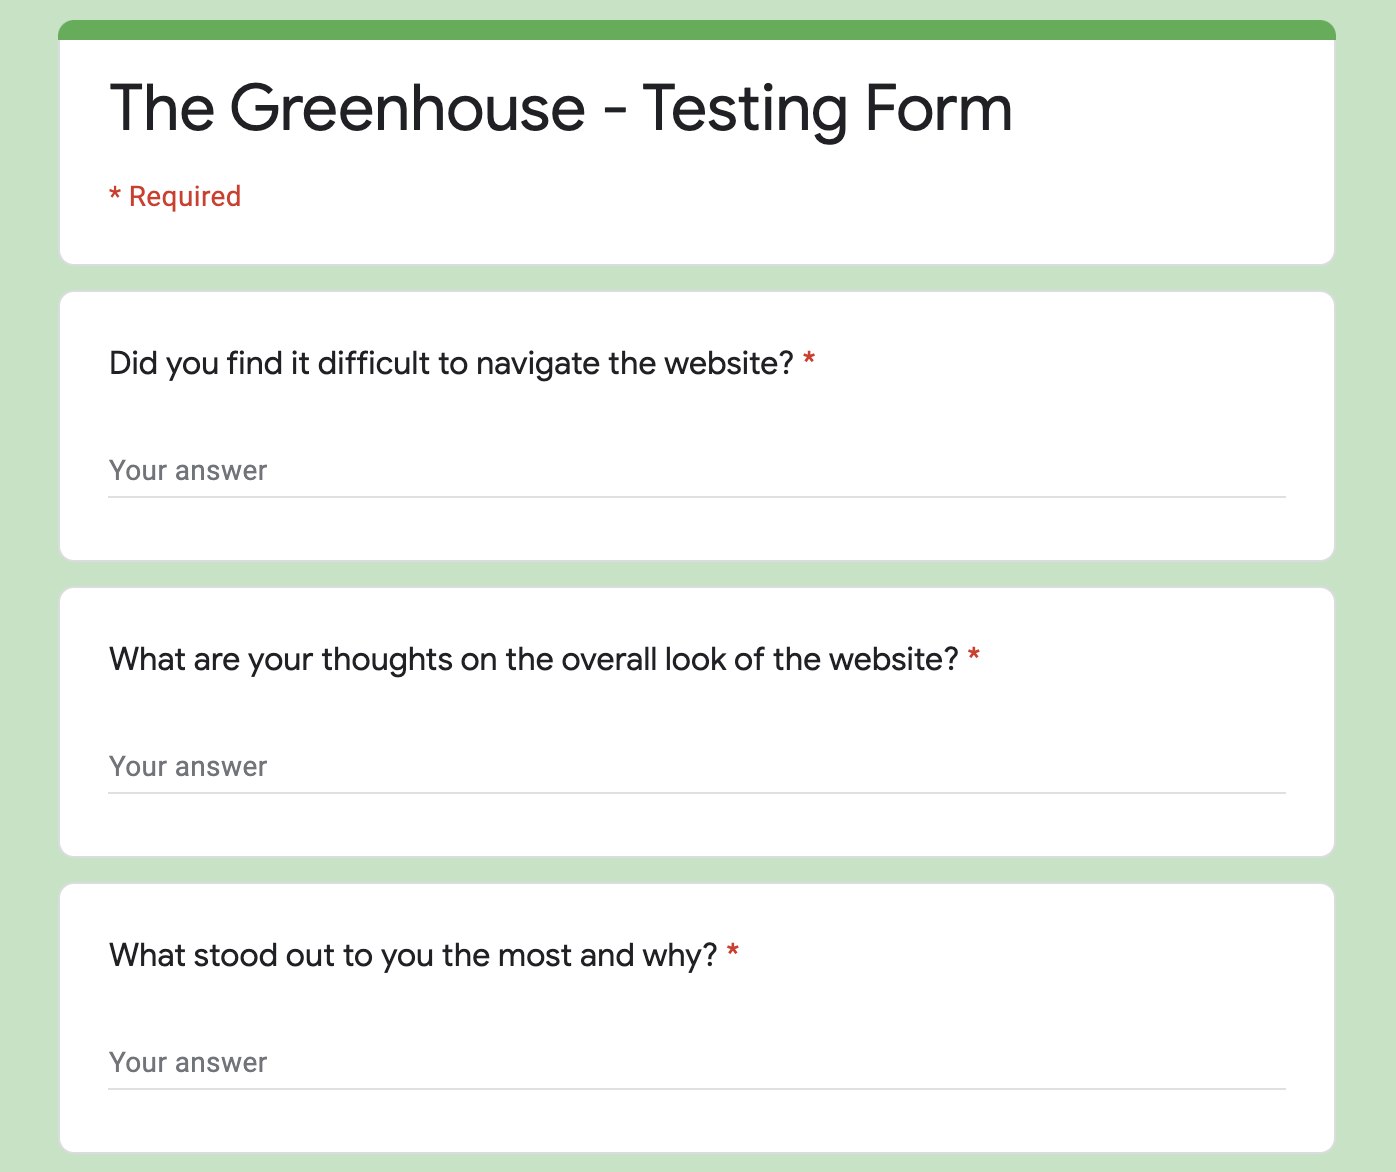 The Greenhouse - Testing Form
* Required
Did you find it difficult to navigate the website? *
Your answer
What are your thoughts on the overall look of the website? *
Your answer
What stood out to you the most and why? *
Your answer